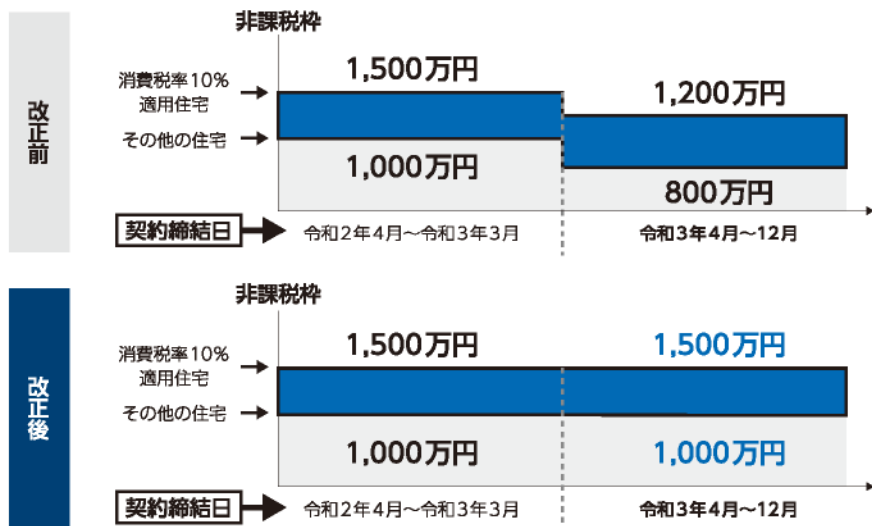 改正前
非課税枠
1,500万円
1,200万円
消費税率10%
適用住宅
その他の住宅
1,000万円
800万円
契約締結日
令和2年4月~令和3年3月
令和3年4月~12月
改正後
非課税枠
1,500万円
1,500万円
消費税率10%
適用住宅
その他の住宅
1,000万円
1,000万円
契約締結日
令和2年4月~令和3年3月
令和3年4月~12月